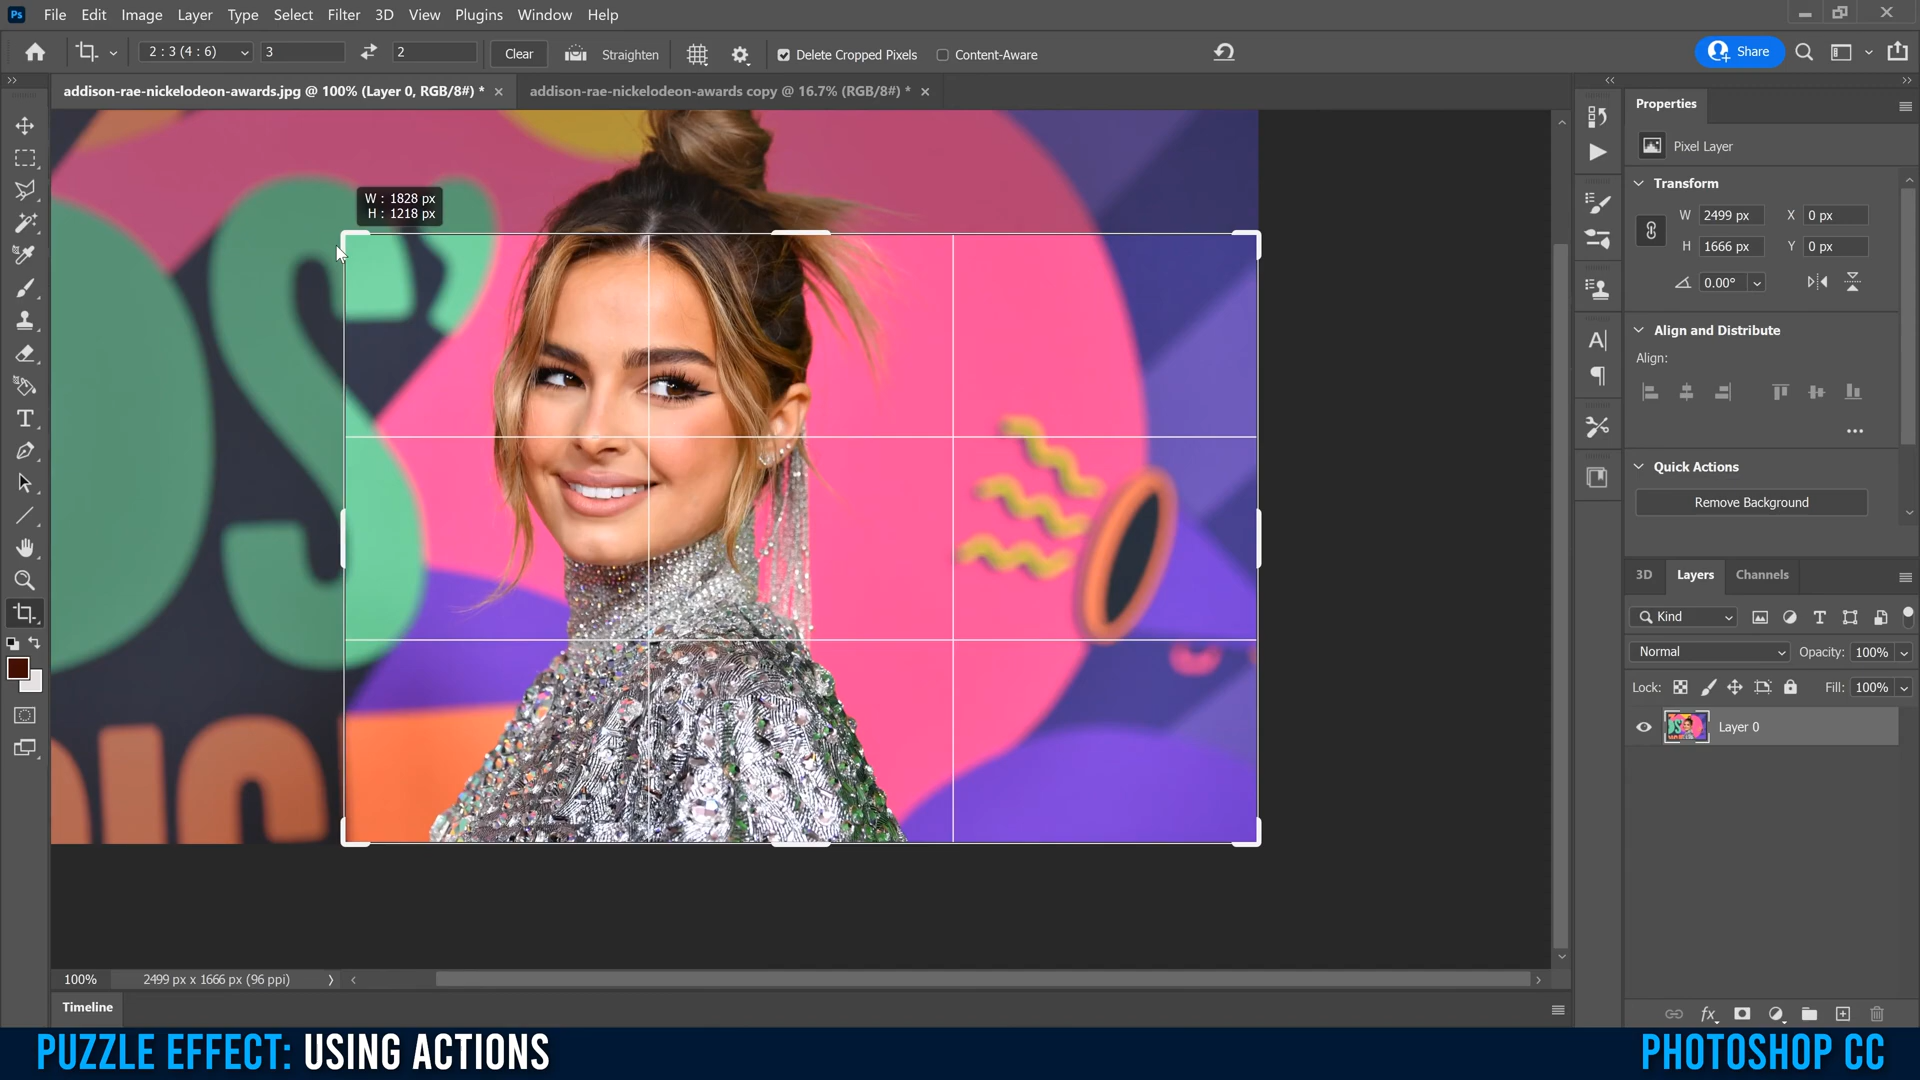 Ps File Edit Image Layer Type Select Filter 3D View Plugins Window Help
2 : 3 (4 : 6) 3 2 Clear Straighten Delete Cropped Pixels Content-Aware Share
addison-rae-nickelodeon-awards.jpg @ 100% (Layer 0, RGB/8#) * addison-rae-nickelodeon-awards copy @ 16.7% (RGB/8#) *
Properties
Pixel Layer
Transform
W 2499 px X 0 px
H 1666 px Y 0 px
0.00°
Align and Distribute
Align:
Quick Actions
Remove Background
W : 1828 px
H : 1218 px
3D Layers Channels
Kind
Normal Opacity: 100%
Lock: Fill: 100%
Layer 0
100% 2499 px x 1666 px (96 ppi)
Timeline
PUZZLE EFFECT: USING ACTIONS
PHOTOSHOP CC